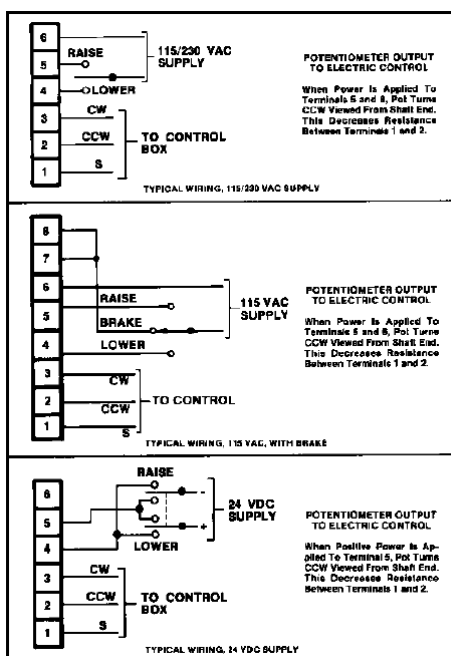 6
5
4
3
2
1
RAISE
LOWER
115/230 VAC
SUPPLY
CW
CCW
S
TO CONTROL
BOX
POTENTIOMETER OUTPUT
TO ELECTRIC CONTROL
When Power Is Applied To
Terminals 5 and 6, Pot Turns
CCW Viewed From Shaft End.
This Decreases Resistance
Between Terminals 1 and 2.
TYPICAL WIRING, 115/230 VAC SUPPLY
8
7
6
5
4
3
2
1
RAISE
BRAKE
LOWER
115 VAC
SUPPLY
CW
CCW
S
TO CONTROL
POTENTIOMETER OUTPUT
TO ELECTRIC CONTROL
When Power Is Applied To
Terminals 5 and 6, Pot Turns
CCW Viewed From Shaft End.
This Decreases Resistance
Between Terminals 1 and 2.
TYPICAL WIRING, 115 VAC, WITH BRAKE
6
5
4
3
2
1
RAISE
LOWER
-
+
24 VDC
SUPPLY
CW
CCW
S
TO CONTROL
BOX
POTENTIOMETER OUTPUT
TO ELECTRIC CONTROL
When Positive Power Is Ap-
plied To Terminal 5, Pot Turns
CCW Viewed From Shaft End.
This Decreases Resistance
Between Terminals 1 and 2.
TYPICAL WIRING, 24 VDC SUPPLY